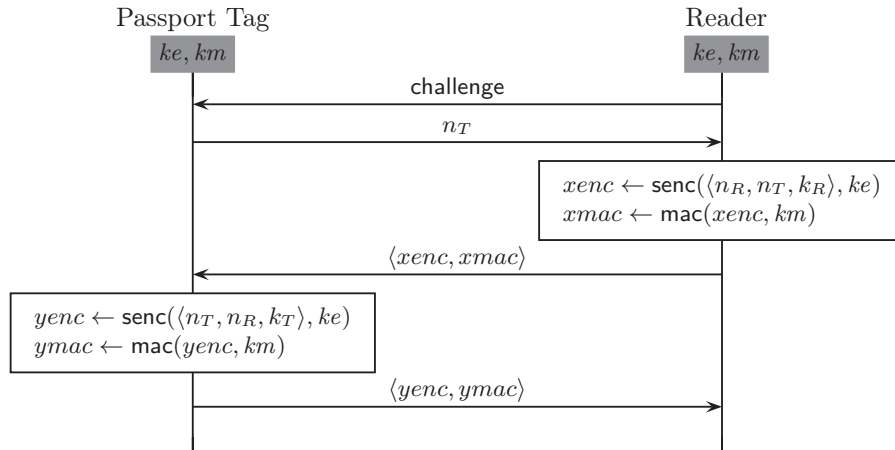 Passport Tag
Reader
ke, km
ke, km
challenge
n_T
xenc ← senc(⟨n_R, n_T, k_R⟩, ke)
xmac ← mac(xenc, km)
⟨xenc, xmac⟩
yenc ← senc(⟨n_T, n_R, k_T⟩, ke)
ymac ← mac(yenc, km)
⟨yenc, ymac⟩